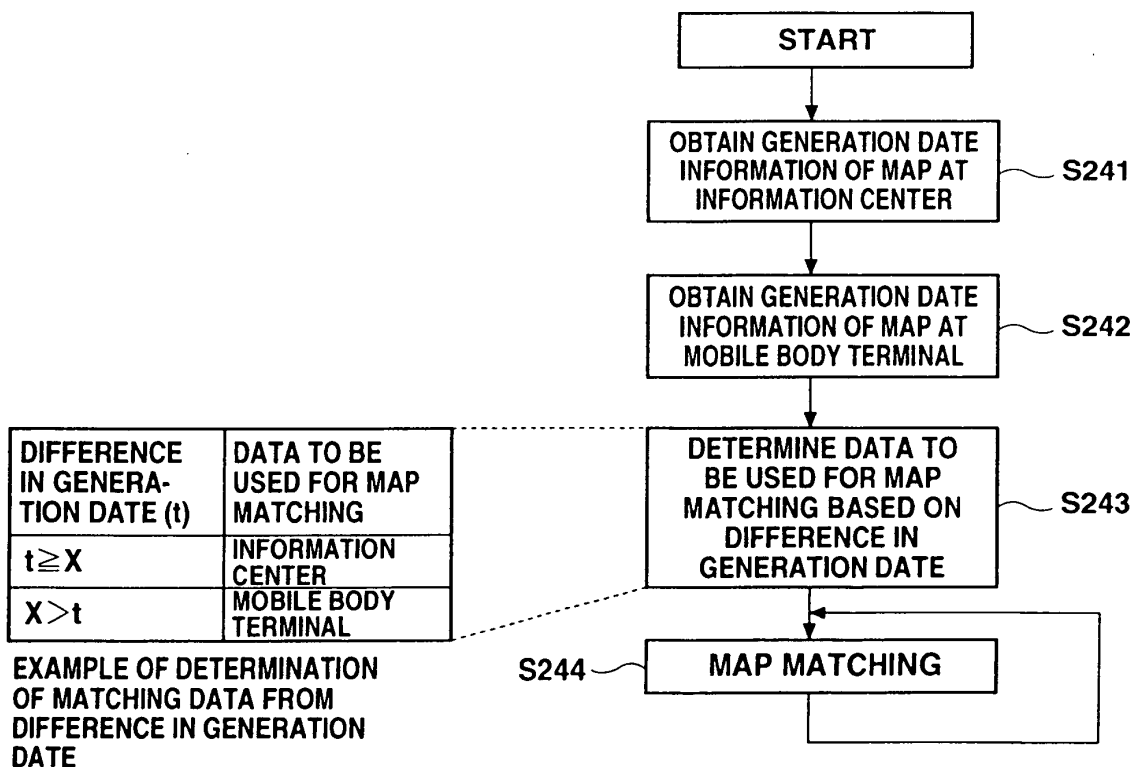 START
OBTAIN GENERATION DATE
INFORMATION OF MAP AT
INFORMATION CENTER
S241
OBTAIN GENERATION DATE
INFORMATION OF MAP AT
MOBILE BODY TERMINAL
S242
DETERMINE DATA TO
BE USED FOR MAP
MATCHING BASED ON
DIFFERENCE IN
GENERATION DATE
S243
DIFFERENCE
IN GENERA-
TION DATE (t)
DATA TO BE
USED FOR MAP
MATCHING
t≧X
INFORMATION
CENTER
X>t
MOBILE BODY
TERMINAL
EXAMPLE OF DETERMINATION
OF MATCHING DATA FROM
DIFFERENCE IN GENERATION
DATE
S244
MAP MATCHING